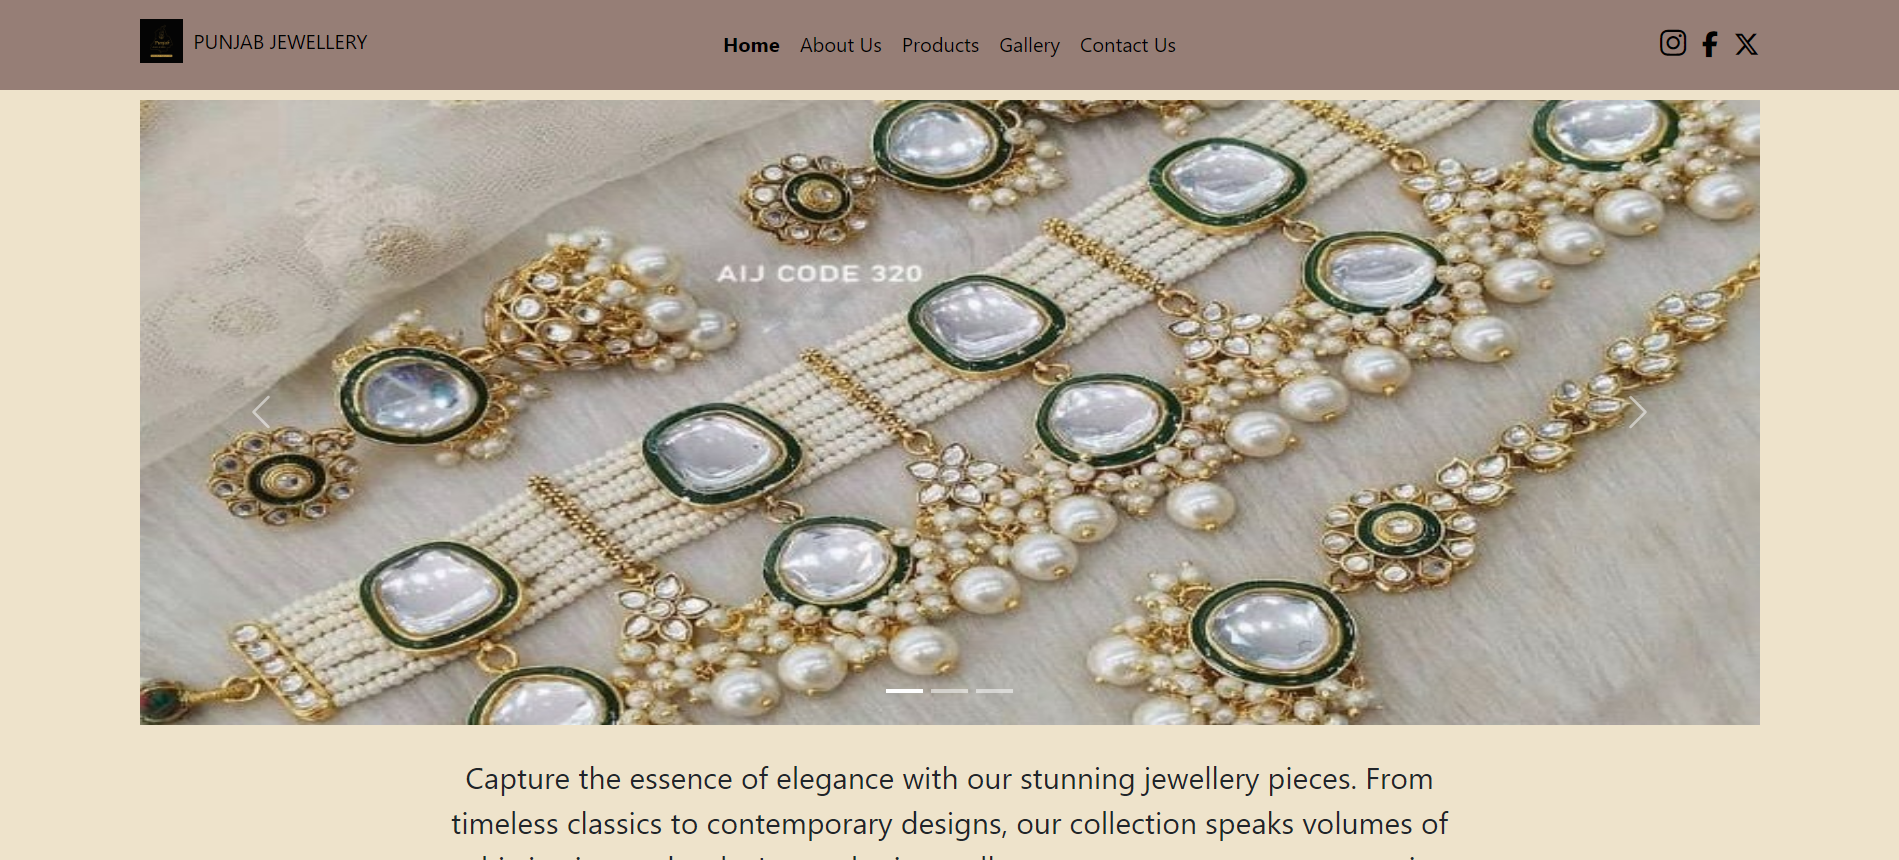 PUNJAB JEWELLERY
Home About Us Products Gallery Contact Us
AIJ CODE 320
Capture the essence of elegance with our stunning jewellery pieces. From
timeless classics to contemporary designs, our collection speaks volumes of